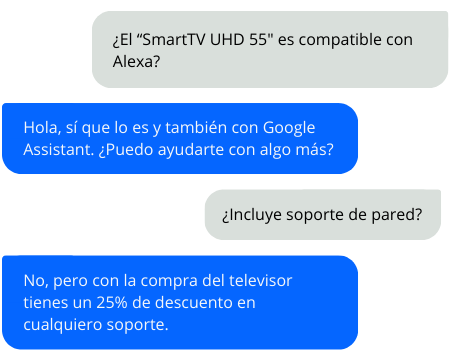 ¿El “SmartTV UHD 55" es compatible con
Alexa?
Hola, sí que lo es y también con Google
Assistant. ¿Puedo ayudarte con algo más?
¿Incluye soporte de pared?
No, pero con la compra del televisor
tienes un 25% de descuento en
cualquiero soporte.